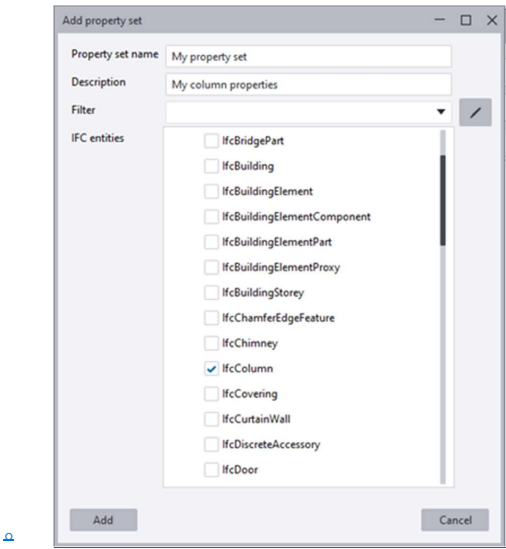 Add property set
Property set name My property set
Description My column properties
Filter
IFC entities
IfcBridgePart
IfcBuilding
IfcBuildingElement
IfcBuildingElementComponent
IfcBuildingElementPart
IfcBuildingElementProxy
IfcBuildingStorey
IfcChamferEdgeFeature
IfcChimney
IfcColumn
IfcCovering
IfcCurtainWall
IfcDiscreteAccessory
IfcDoor
Add Cancel